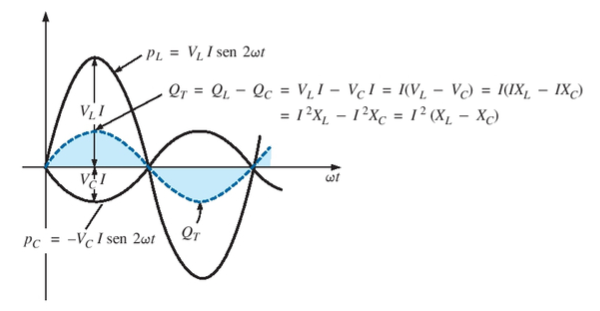 p_L = V_L I sen 2ωt
Q_T = Q_L − Q_C = V_L I − V_C I = I(V_L − V_C) = I(IX_L − IX_C)
= I²X_L − I²X_C = I² (X_L − X_C)
V_L I
V_C I
ωt
p_C = −V_C I sen 2ωt
Q_T